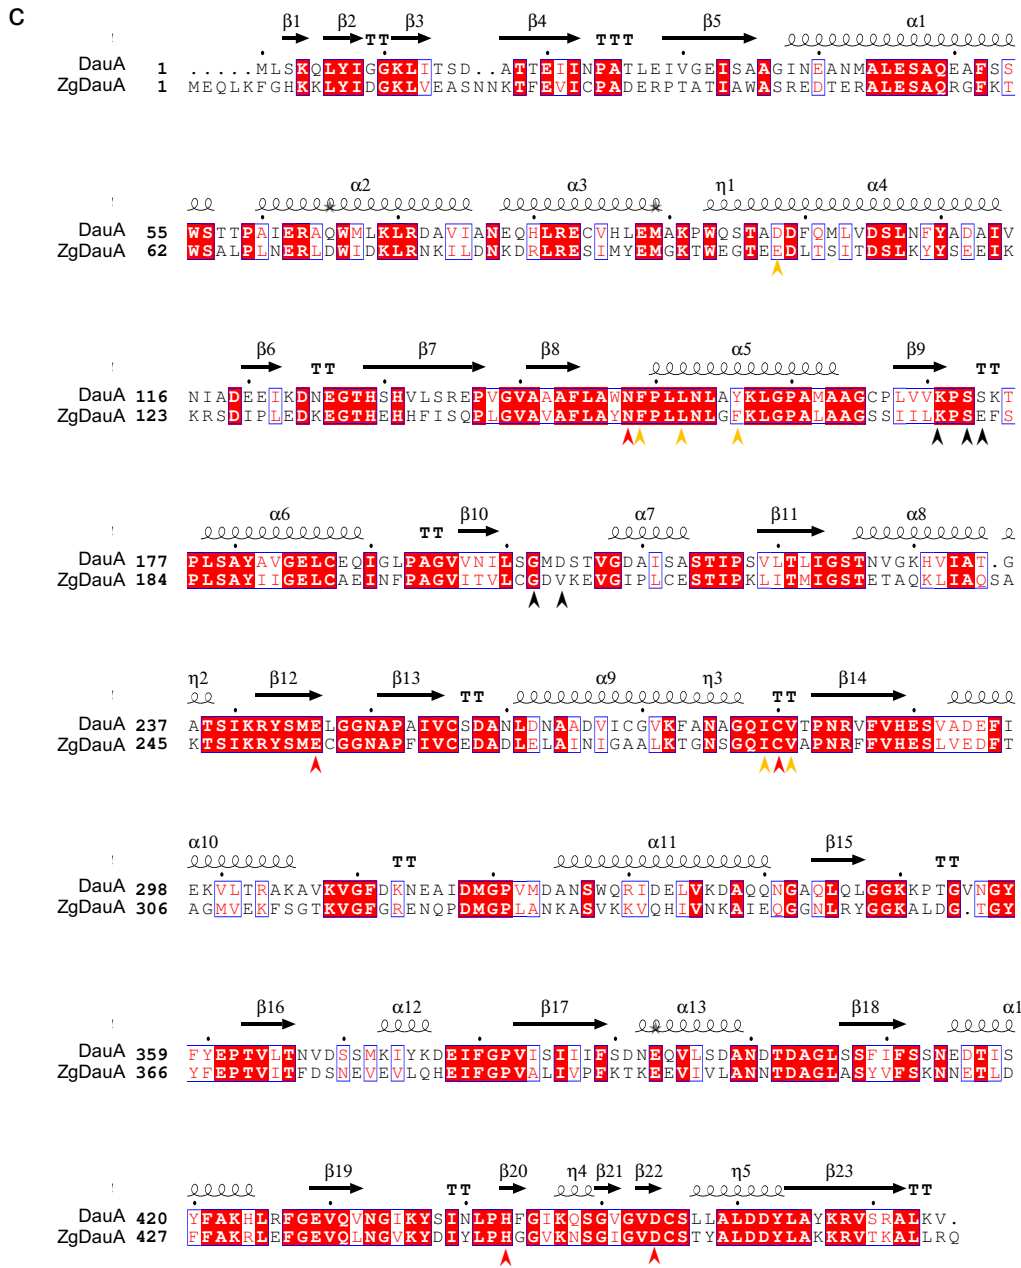 C
β1 β2 TT β3 β4 TTT β5 α1
DauA 1 .....MLSKQLYIGGKLITSD..ATTEIINPATLEIVGEISAAGINEANMALESAQEAFSS
ZgDauA 1 MEQLKFGHKKLYIDGKLVEASNNKTFEVICPADERPTATIAWASREDTERALESAQRGFKT
α2 α3 η1 α4
DauA 55 WSTTPAIERAQWMLKLRDAVIANEQHLRECVHLEMAKPWQSTADDFQMLVDSLNFYADAIV
ZgDauA 62 WSALPLNERLDWIDKLRNKILDNKDRLRESIMYEMGKTWEGTEEDLTSITDSLKYYSEEIK
β6 TT β7 β8 α5 β9 TT
DauA 116 NIADEEIKDNEGTHSHVLSREPVGVAAAFLAWNFPLLNLAYKLGPAMAAGCPLVVKPSSKT
ZgDauA 123 KRSDIPLEDKEGTHEHHFISQPLGVAVAFLAYNFPLLNLGFKLGPALAAGSSIILKPSEFS
α6 TT β10 α7 β11 α8
DauA 177 PLSAYAVGELCEQIGLPAGVVNILSGMDSTVGDAISASTIPSVLTLIGSTNVGKHVIAT.G
ZgDauA 184 PLSAYIIGELCAEINFPAGVITVLCGDVKEVGIPLCESTIPKLITMIGSTETAQKLIAQSA
η2 β12 β13 TT α9 η3 TT β14
DauA 237 ATSIKRYSMELGGNAPAIVCSDANLDNAADVICGVKFANAGQICVTPNRVFVHESVADEFI
ZgDauA 245 KTSIKRYSMECGGNAPFIVCEDADLELAINIGAALKTGNSGQICVAPNRFFVHESLVEDFT
α10 TT α11 β15 TT
DauA 298 EKVLTRAKAVKVGFDKNEAIDMGPVMDANSWQRIDELVKDAQQNGAQLQLGGKKPTGVNGY
ZgDauA 306 AGMVEKFSGTKVGFGRENQPDMGPLANKASVKKVQHIVNKAIEQGGNLRYGGKALDG.TGY
β16 α12 β17 α13 β18 α1
DauA 359 FYEPTVLTNVDSSMKIYKDEIFGPVISIIIFSDNEQVLSDANDTDAGLSSFIFSSNEDTIS
ZgDauA 366 YFEPTVITFDSNEVEVLQHEIFGPVALIVPFKTKEEVIVLANNTDAGLASYVFSKNNETLD
β19 TT β20 η4 β21 β22 η5 β23 TT
DauA 420 YFAKHLRFGEVQVNGIKYSINLPHFGIKQSGVGVDCSLLALDDYLAYKRVSRALKV.
ZgDauA 427 FFAKRLEFGEVQLNGVKYDIYLPHGGVKNSGIGVDCSTYALDDYLAKKRVTKALLRQ